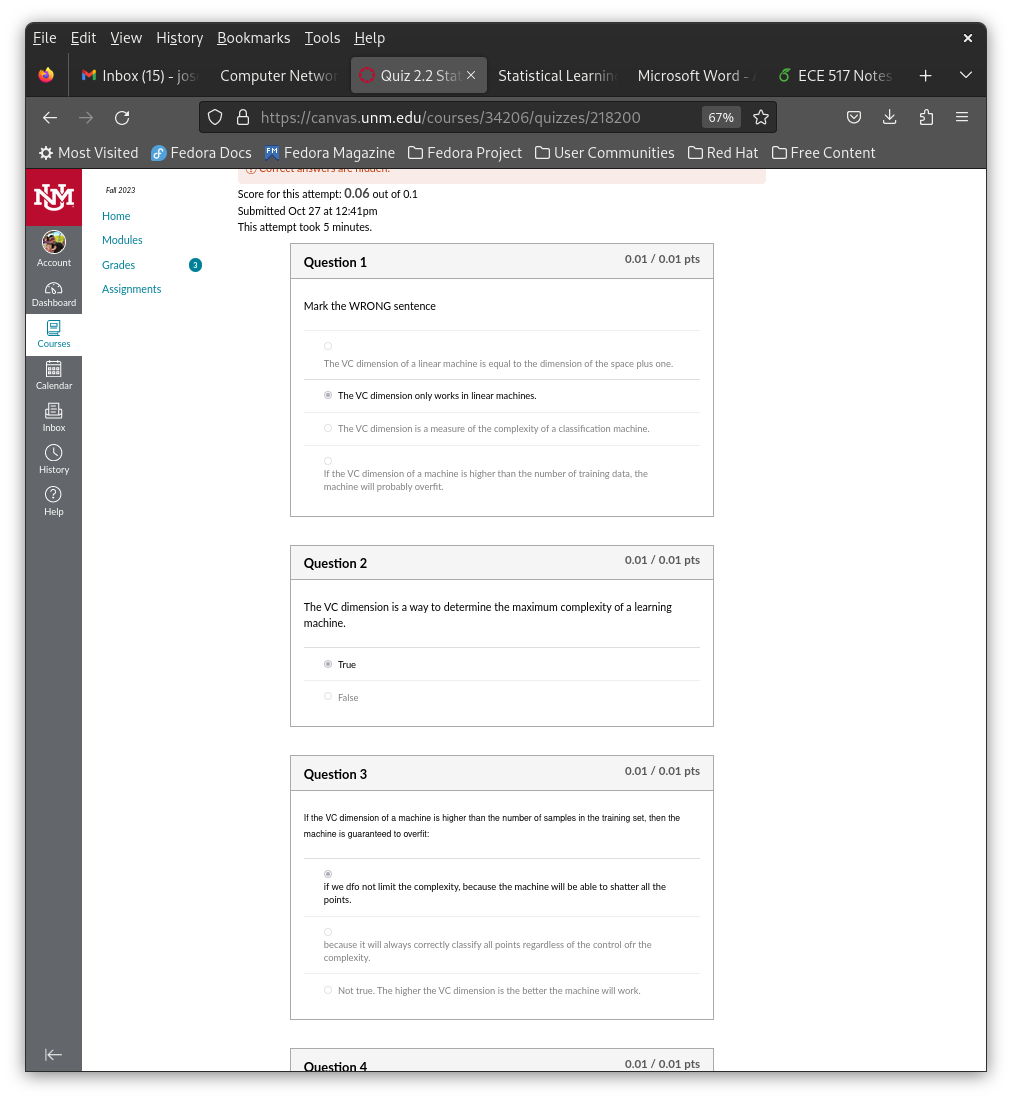 File Edit View History Bookmarks Tools Help
Inbox (15) - jos
Computer Networ
Quiz 2.2 Stat
Statistical Learnin
Microsoft Word -
ECE 517 Notes
https://canvas.unm.edu/courses/34206/quizzes/218200
67%
Most Visited Fedora Docs Fedora Magazine Fedora Project User Communities Red Hat Free Content
NM
Account
Dashboard
Courses
Calendar
Inbox
History
Help
Fall 2023
Home
Modules
Grades 3
Assignments
Correct answers are hidden.
Score for this attempt: 0.06 out of 0.1
Submitted Oct 27 at 12:41pm
This attempt took 5 minutes.
Question 1 0.01 / 0.01 pts
Mark the WRONG sentence
The VC dimension of a linear machine is equal to the dimension of the space plus one.
The VC dimension only works in linear machines.
The VC dimension is a measure of the complexity of a classification machine.
If the VC dimension of a machine is higher than the number of training data, the
machine will probably overfit.
Question 2 0.01 / 0.01 pts
The VC dimension is a way to determine the maximum complexity of a learning
machine.
True
False
Question 3 0.01 / 0.01 pts
If the VC dimension of a machine is higher than the number of samples in the training set, then the
machine is guaranteed to overfit:
if we dfo not limit the complexity, because the machine will be able to shatter all the
points.
because it will always correctly classify all points regardless of the control ofr the
complexity.
Not true. The higher the VC dimension is the better the machine will work.
Question 4 0.01 / 0.01 pts